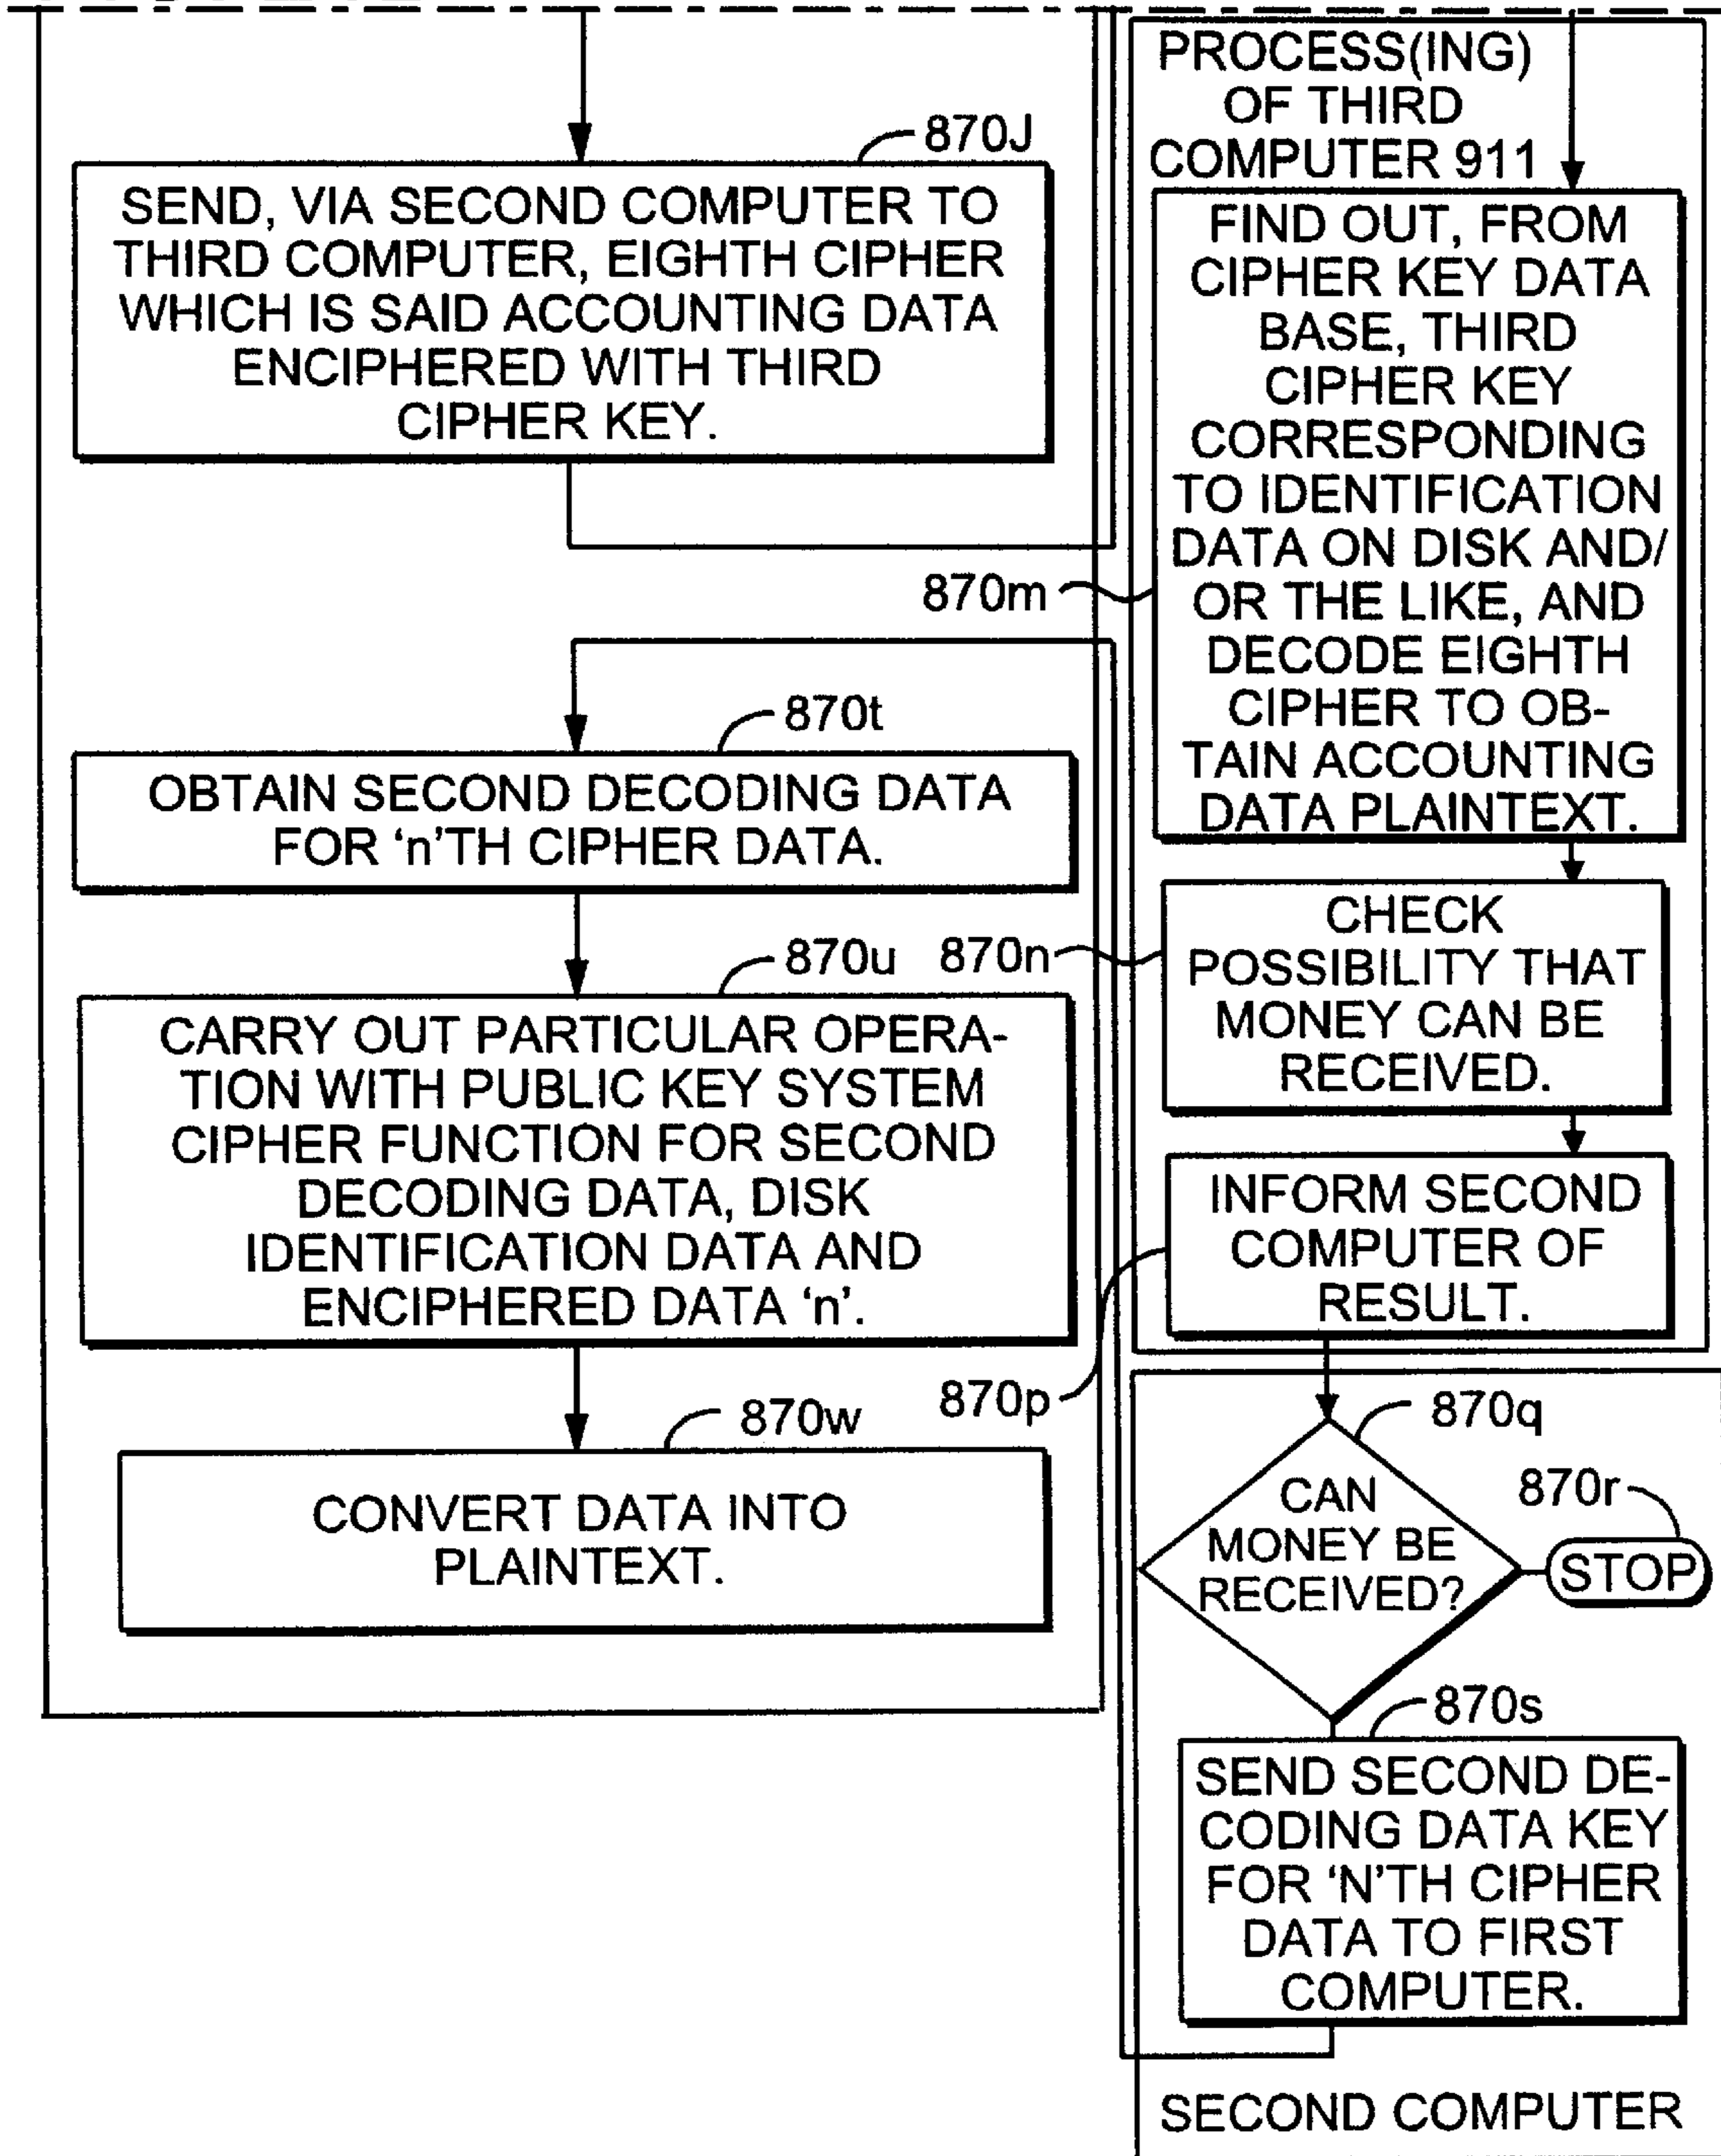 870J
SEND, VIA SECOND COMPUTER TO
THIRD COMPUTER, EIGHTH CIPHER
WHICH IS SAID ACCOUNTING DATA
ENCIPHERED WITH THIRD
CIPHER KEY.
870t
OBTAIN SECOND DECODING DATA
FOR ‘n’TH CIPHER DATA.
870u
CARRY OUT PARTICULAR OPERA-
TION WITH PUBLIC KEY SYSTEM
CIPHER FUNCTION FOR SECOND
DECODING DATA, DISK
IDENTIFICATION DATA AND
ENCIPHERED DATA ‘n’.
870w
CONVERT DATA INTO
PLAINTEXT.
PROCESS(ING)
OF THIRD
COMPUTER 911
870m
FIND OUT, FROM
CIPHER KEY DATA
BASE, THIRD
CIPHER KEY
CORRESPONDING
TO IDENTIFICATION
DATA ON DISK AND/
OR THE LIKE, AND
DECODE EIGHTH
CIPHER TO OB-
TAIN ACCOUNTING
DATA PLAINTEXT.
870n
CHECK
POSSIBILITY THAT
MONEY CAN BE
RECEIVED.
870p
INFORM SECOND
COMPUTER OF
RESULT.
870q
CAN
MONEY BE
RECEIVED?
870r
STOP
870s
SEND SECOND DE-
CODING DATA KEY
FOR ‘N’TH CIPHER
DATA TO FIRST
COMPUTER.
SECOND COMPUTER